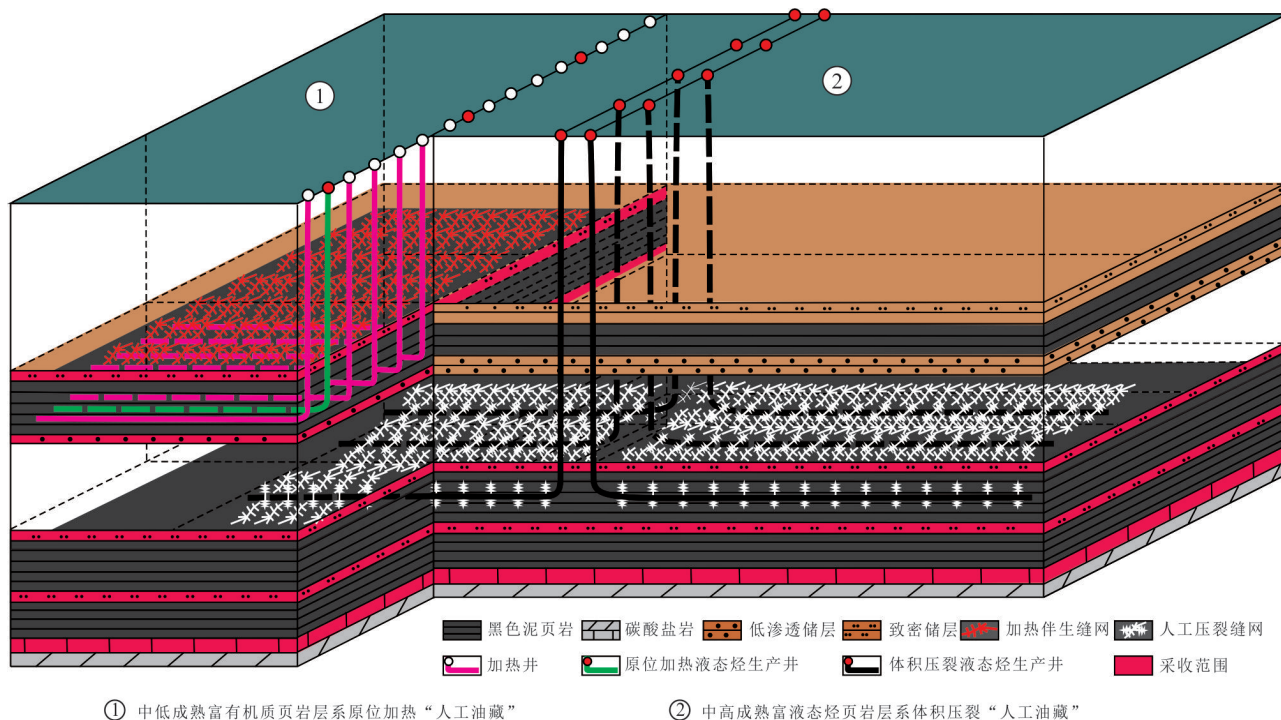 ① ②
黑色泥页岩 碳酸盐岩 低渗透储层 致密储层 加热伴生缝网 人工压裂缝网
加热井 原位加热液态烃生产井 体积压裂液态烃生产井 采收范围
① 中低成熟富有机质页岩层系原位加热“人工油藏” ② 中高成熟富液态烃页岩层系体积压裂“人工油藏”